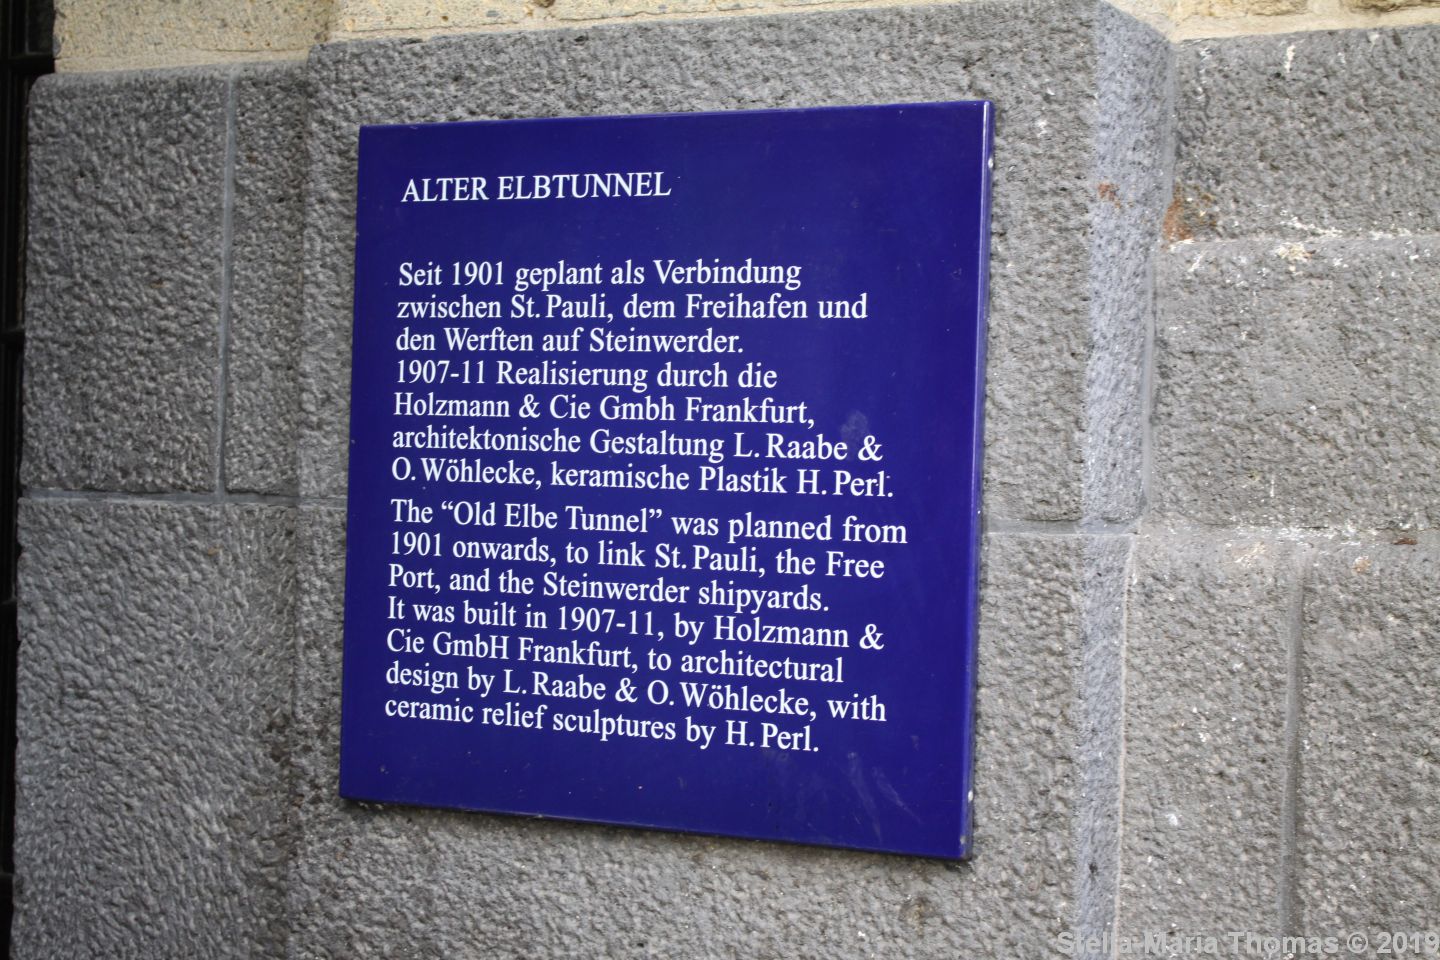 ALTER ELBTUNNEL
Seit 1901 geplant als Verbindung
zwischen St. Pauli, dem Freihafen und
den Werften auf Steinwerder.
1907-11 Realisierung durch die
Holzmann & Cie Gmbh Frankfurt,
architektonische Gestaltung L. Raabe &
O. Wöhlecke, keramische Plastik H. Perl.
The “Old Elbe Tunnel” was planned from
1901 onwards, to link St. Pauli, the Free
Port, and the Steinwerder shipyards.
It was built in 1907-11, by Holzmann &
Cie GmbH Frankfurt, to architectural
design by L. Raabe & O. Wöhlecke, with
ceramic relief sculptures by H. Perl.
Stella Maria Thomas © 2019